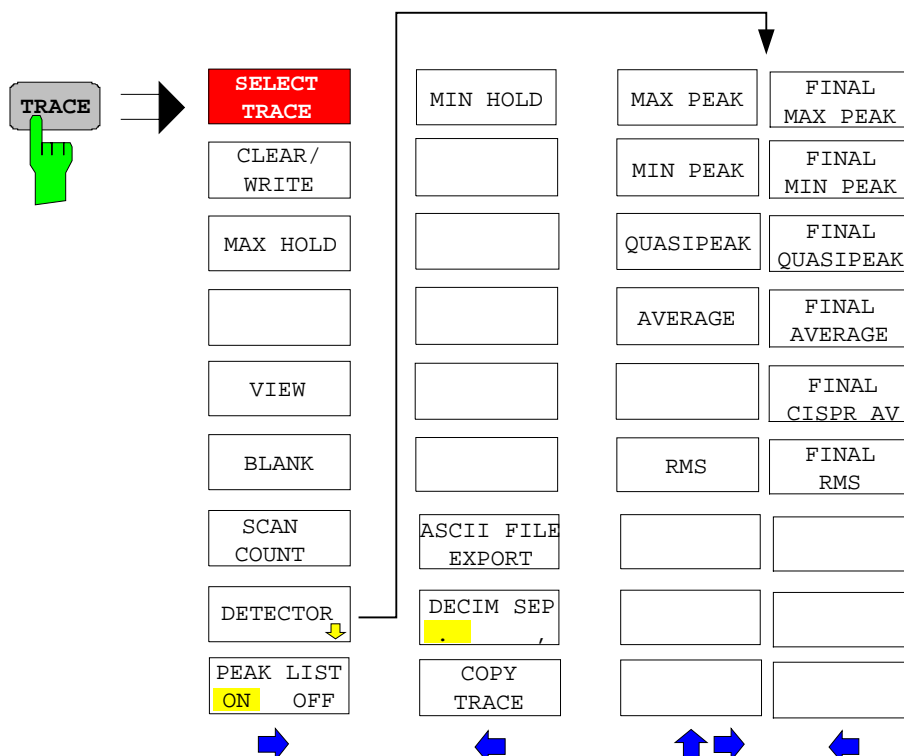 TRACE
SELECT
TRACE
CLEAR/
WRITE
MAX HOLD
VIEW
BLANK
SCAN
COUNT
DETECTOR
PEAK LIST
ON OFF
MIN HOLD
ASCII FILE
EXPORT
DECIM SEP
. ,
COPY
TRACE
MAX PEAK
MIN PEAK
QUASIPEAK
AVERAGE
RMS
FINAL
MAX PEAK
FINAL
MIN PEAK
FINAL
QUASIPEAK
FINAL
AVERAGE
FINAL
CISPR AV
FINAL
RMS